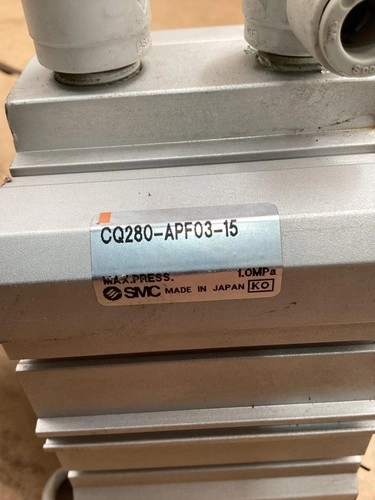 CQ280-APF03-15
MAX.PRESS. 1.0MPa
SMC MADE IN JAPAN KO